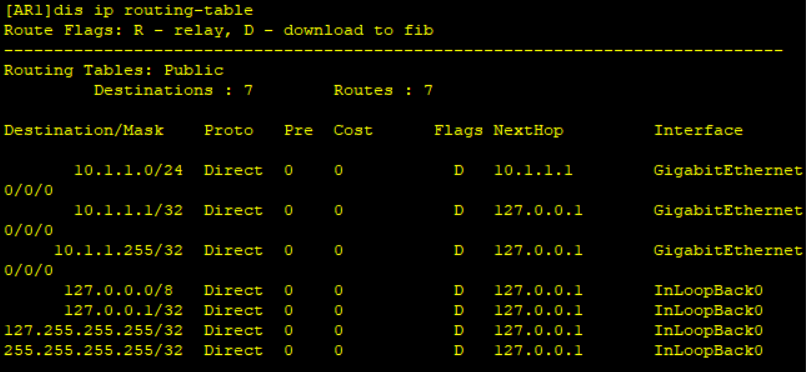 [AR1]dis ip routing-table
Route Flags: R - relay, D - download to fib
------------------------------------------------------------------------------
Routing Tables: Public
         Destinations : 7        Routes : 7

Destination/Mask    Proto   Pre  Cost      Flags NextHop         Interface

       10.1.1.0/24  Direct  0    0           D   10.1.1.1        GigabitEthernet
0/0/0
       10.1.1.1/32  Direct  0    0           D   127.0.0.1       GigabitEthernet
0/0/0
     10.1.1.255/32  Direct  0    0           D   127.0.0.1       GigabitEthernet
0/0/0
      127.0.0.0/8   Direct  0    0           D   127.0.0.1       InLoopBack0
      127.0.0.1/32  Direct  0    0           D   127.0.0.1       InLoopBack0
127.255.255.255/32  Direct  0    0           D   127.0.0.1       InLoopBack0
255.255.255.255/32  Direct  0    0           D   127.0.0.1       InLoopBack0